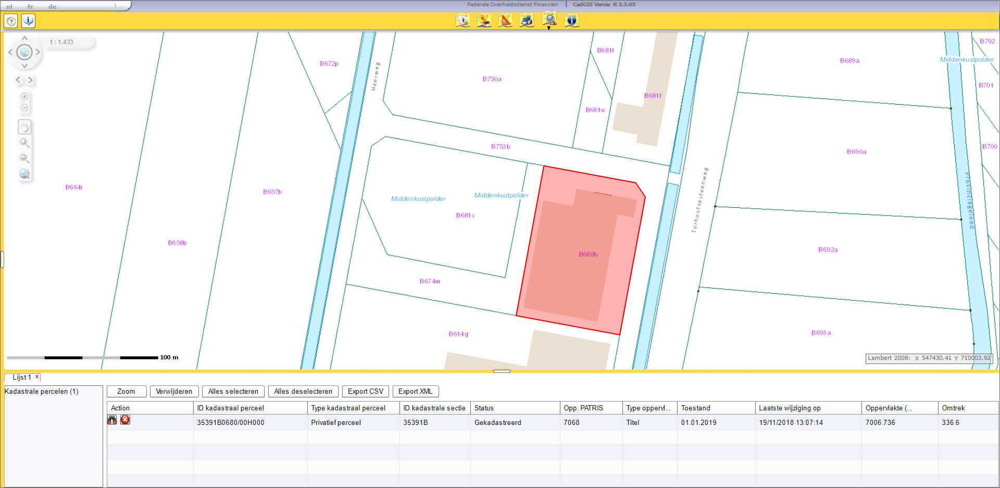 nl fr de
Federale Overheidsdienst Financiën | CadGIS Versie R 2.3.05
1 : 1.433
B702
Middenkustpolder
B689a
B672p
B681t
Heerweg
B750a
B701
B681l
B681w
B753b
B700
B690a
B664r
B657b
Middenkustpolder
Middenkustpolder
B681v
Torhoutsesteenweg
Provinciegeleed
B658b
B680h
B692a
B674m
B614g
B693a
100 m
Lambert 2008: X 547430.41 Y 710003.92
Lijst 1 x
Kadastrale percelen (1)
Zoom Verwijderen Alles selecteren Alles deselecteren Export CSV Export XML
Action ID kadastraal perceel Type kadastraal perceel ID kadastrale sectie Status Opp. PATRIS Type oppervl... Toestand Laatste wijziging op Oppervlakte (... Omtrek
35391B0680/00H000 Privatief perceel 35391B Gekadastreerd 7068 Titel 01.01.2019 19/11/2018 13:07:14 7006.736 336.6